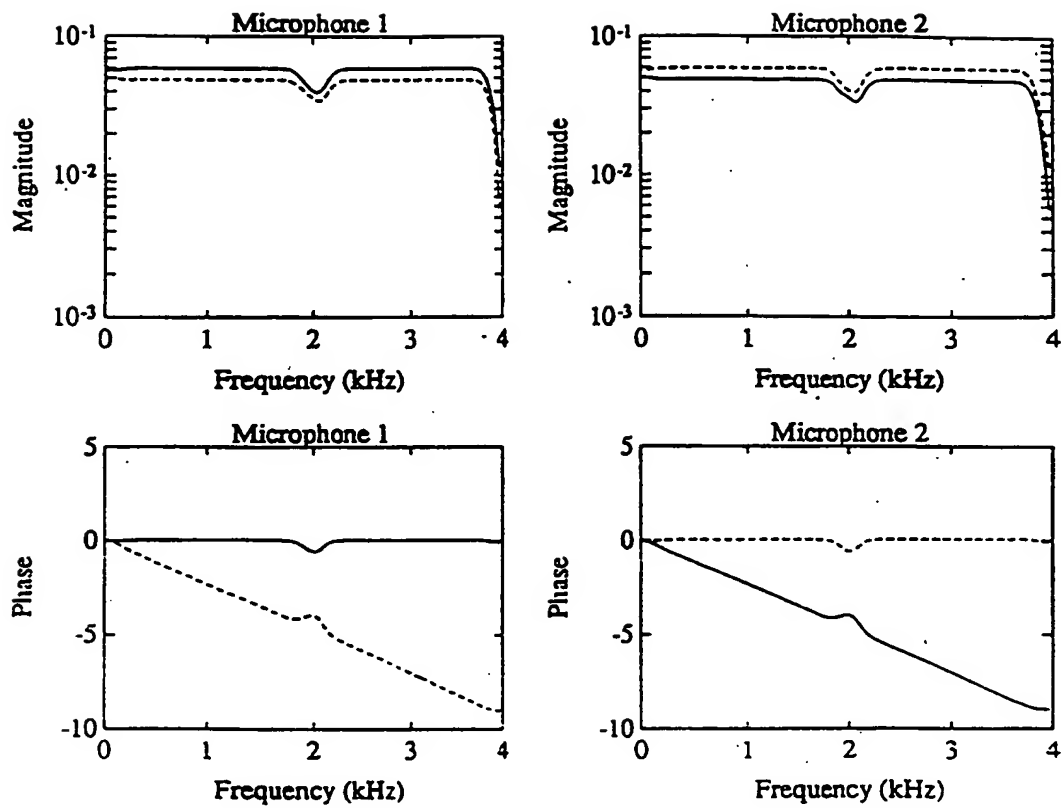 Microphone 1
10-1
10-2
10-3
Magnitude
0 1 2 3 4
Frequency (kHz)
Microphone 2
10-1
10-2
10-3
Magnitude
0 1 2 3 4
Frequency (kHz)
Microphone 1
5
0
-5
-10
Phase
0 1 2 3 4
Frequency (kHz)
Microphone 2
5
0
-5
-10
Phase
0 1 2 3 4
Frequency (kHz)